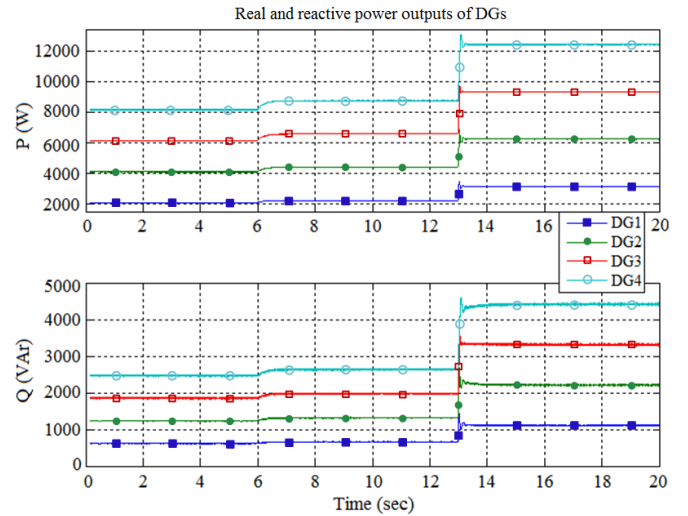 Real and reactive power outputs of DGs
P (W)
12000
10000
8000
6000
4000
2000
0 2 4 6 8 10 12 14 16 18 20
DG1
DG2
DG3
DG4
Q (VAr)
5000
4000
3000
2000
1000
0
0 2 4 6 8 10 12 14 16 18 20
Time (sec)